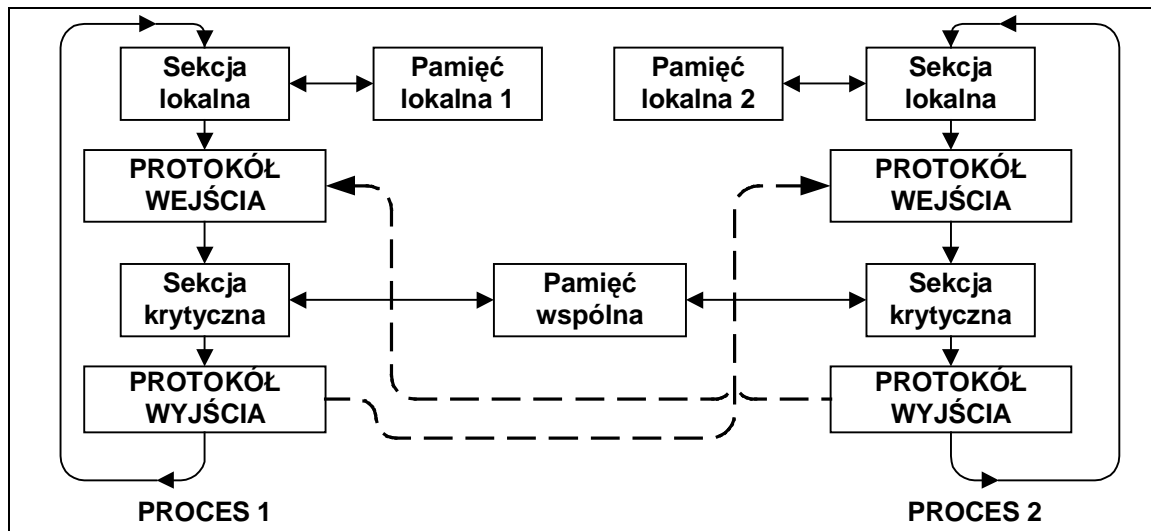 Sekcja
lokalna
Pamięć
lokalna 1
Pamięć
lokalna 2
Sekcja
lokalna
PROTOKÓŁ
WEJŚCIA
PROTOKÓŁ
WEJŚCIA
Sekcja
krytyczna
Pamięć
wspólna
Sekcja
krytyczna
PROTOKÓŁ
WYJŚCIA
PROTOKÓŁ
WYJŚCIA
PROCES 1
PROCES 2